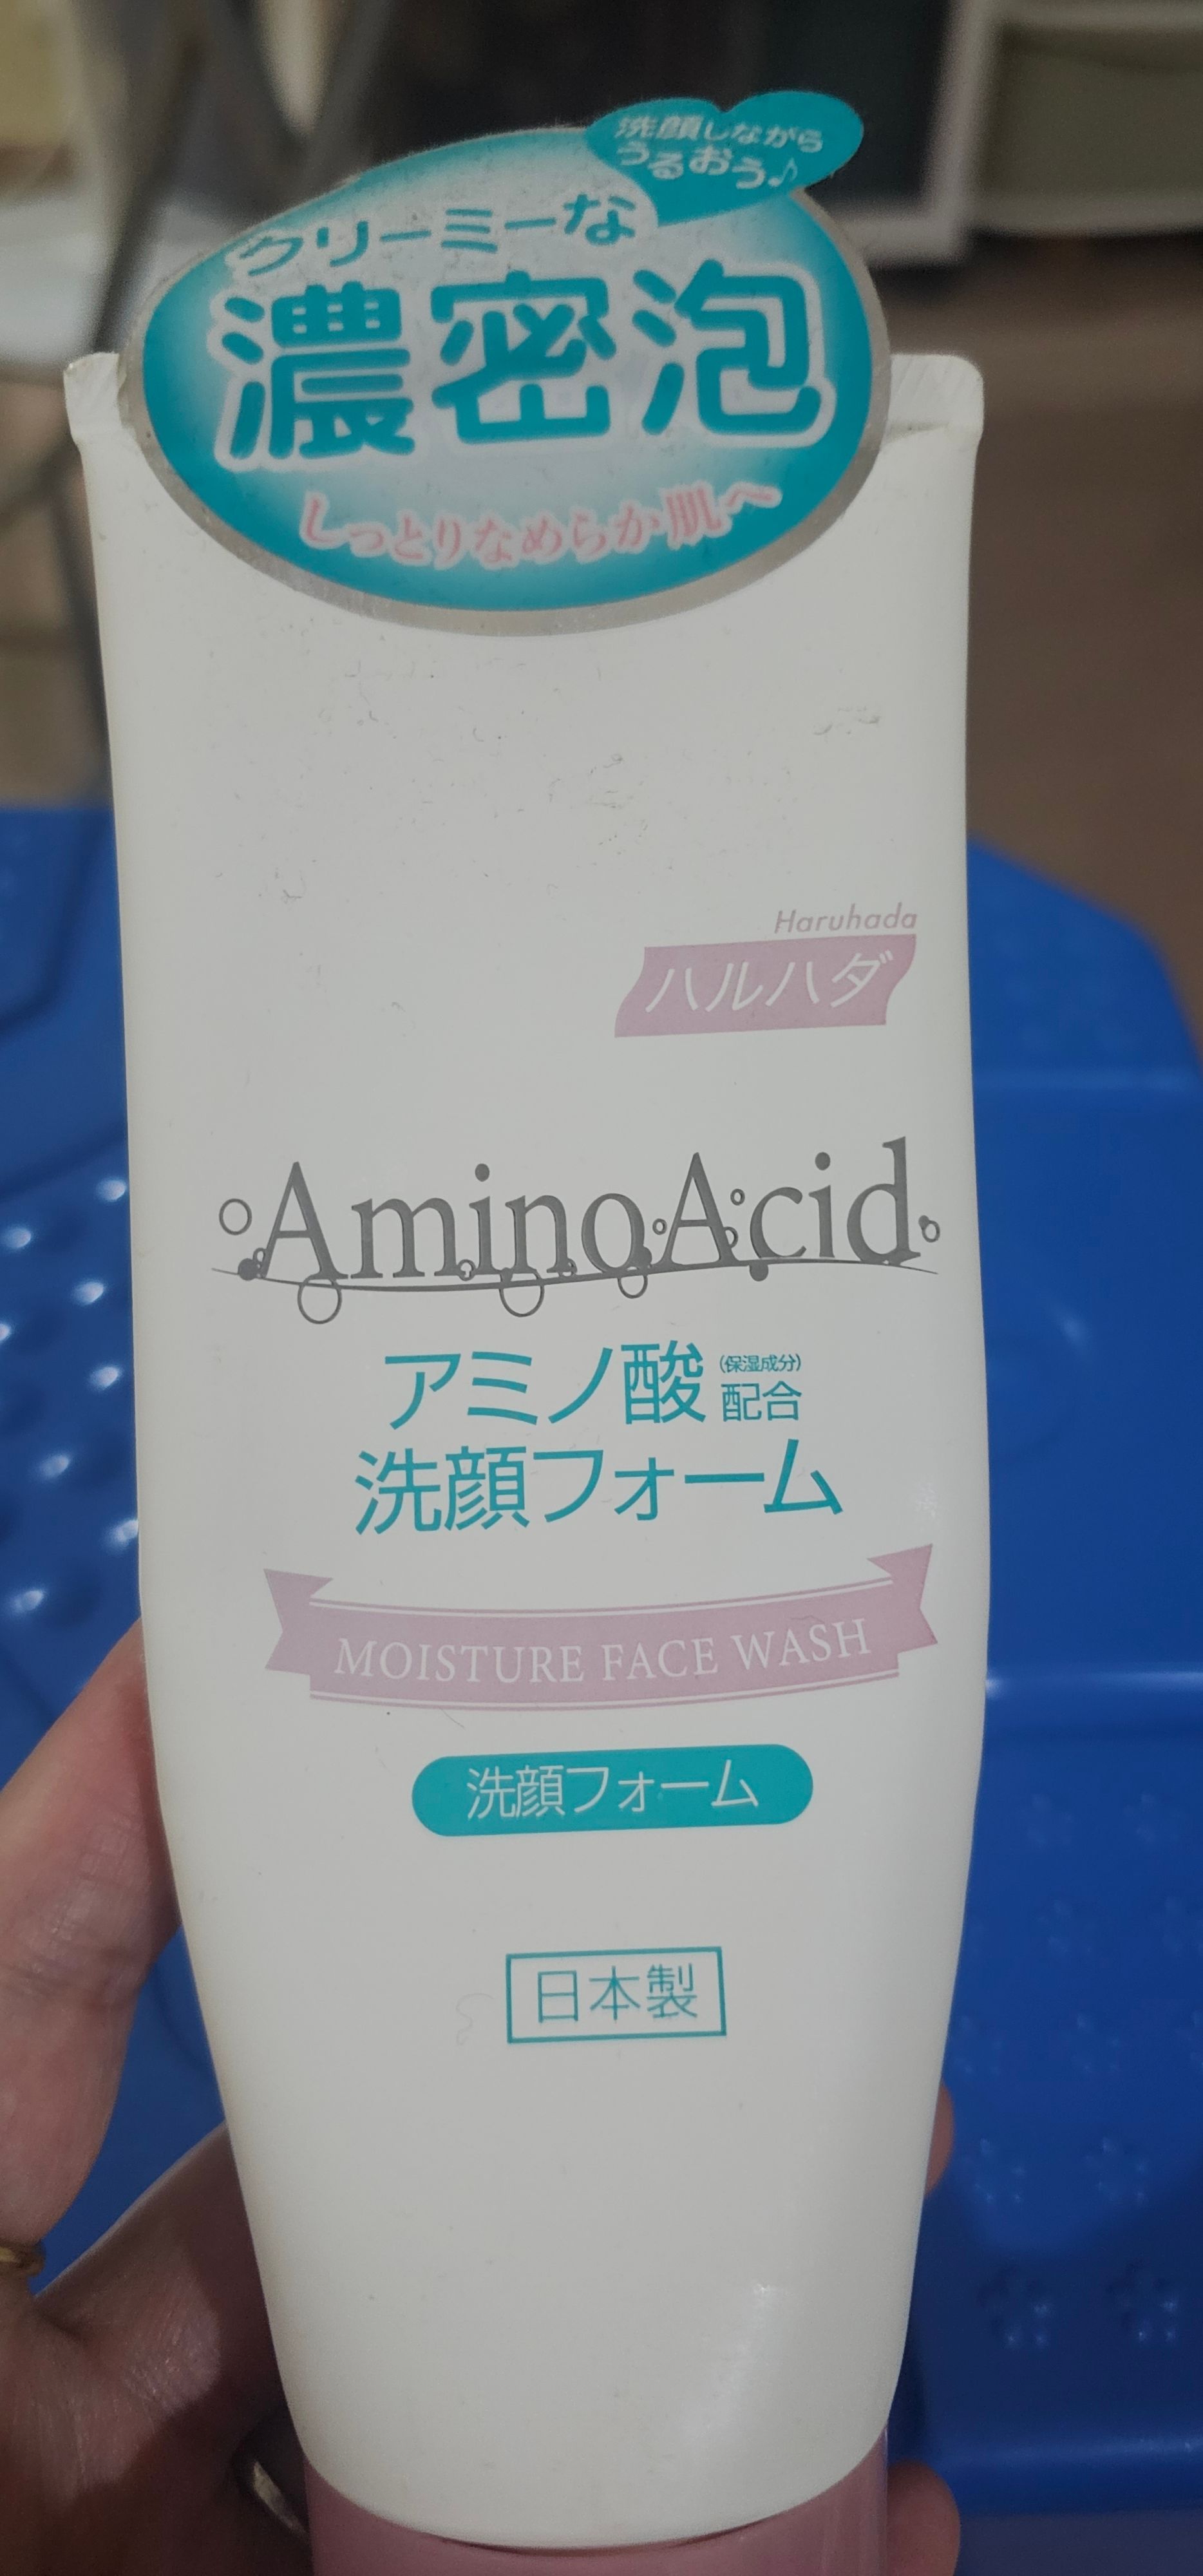 洗顔しながら
うるおう♪
クリーミーな
濃密泡
しっとりなめらか肌へ
Haruhada
ハルハダ
AminoAcid
アミノ酸(保湿成分)配合
洗顔フォーム
MOISTURE FACE WASH
洗顔フォーム
日本製